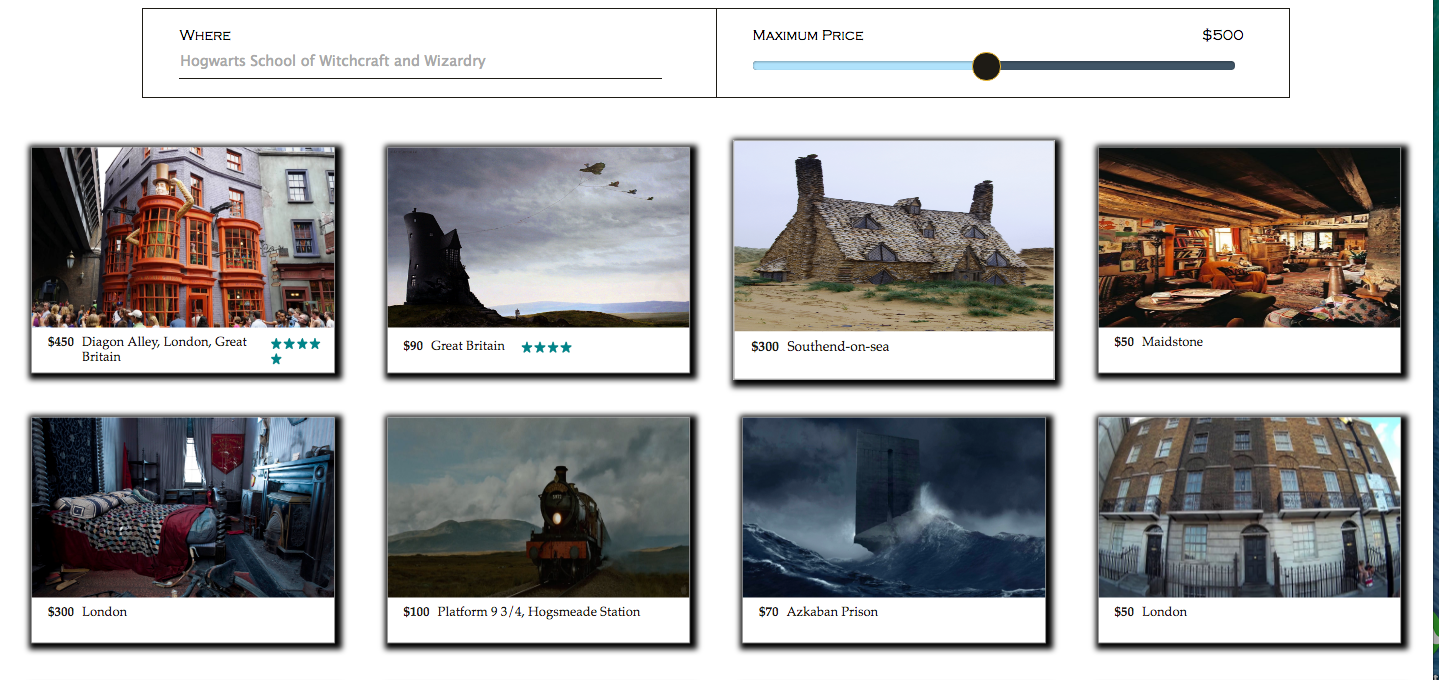 Where
Maximum Price
$500
Hogwarts School of Witchcraft and Wizardry
$450 Diagon Alley, London, Great
Britain
$90 Great Britain
$300 Southend-on-sea
$50 Maidstone
$300 London
$100 Platform 9 3/4, Hogsmeade Station
$70 Azkaban Prison
$50 London